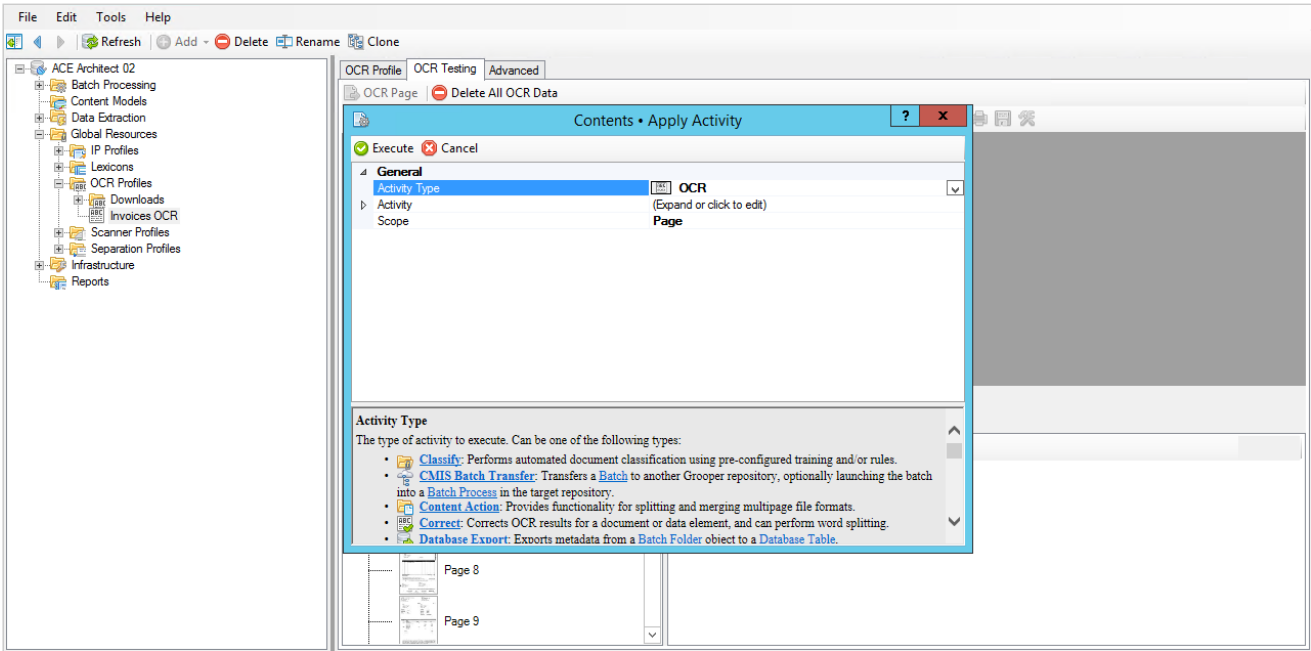 File Edit Tools Help
Refresh Add Delete Rename Clone
ACE Architect 02
Batch Processing
Content Models
Data Extraction
Global Resources
IP Profiles
Lexicons
OCR Profiles
Downloads
Invoices OCR
Scanner Profiles
Separation Profiles
Infrastructure
Reports
OCR Profile OCR Testing Advanced
OCR Page Delete All OCR Data
Contents • Apply Activity ? x
Execute Cancel
General
Activity Type OCR
Activity (Expand or click to edit)
Scope Page
Activity Type
The type of activity to execute. Can be one of the following types:
• Classify: Performs automated document classification using pre-configured training and/or rules.
• CMIS Batch Transfer: Transfers a Batch to another Grooper repository, optionally launching the batch
into a Batch Process in the target repository.
• Content Action: Provides functionality for splitting and merging multipage file formats.
• Correct: Corrects OCR results for a document or data element, and can perform word splitting.
• Database Export: Exports metadata from a Batch Folder object to a Database Table.
Page 8
Page 9